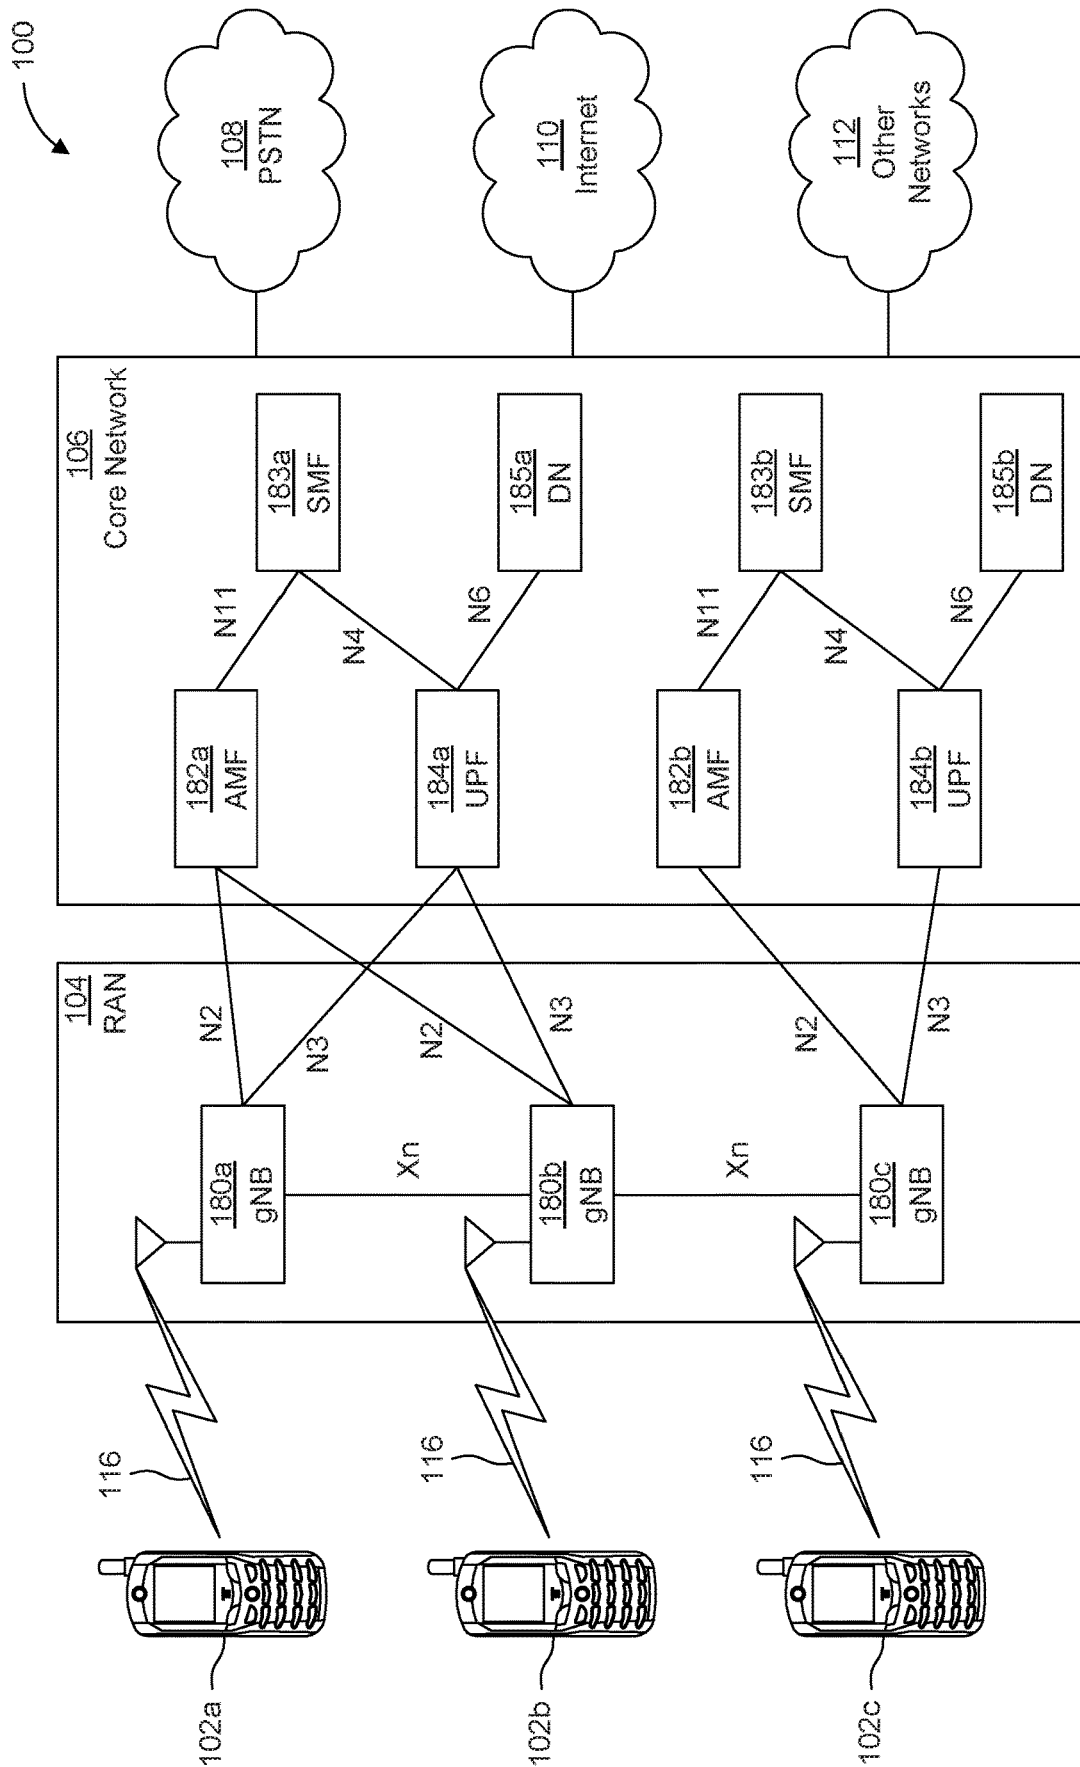 100
102a
116
102b
116
102c
116
104
RAN
180a
gNB
Xn
180b
gNB
Xn
180c
gNB
N2
N3
N2
N3
N2
N3
106
Core Network
182a
AMF
N11
183a
SMF
N4
184a
UPF
N6
185a
DN
182b
AMF
N11
183b
SMF
N4
184b
UPF
N6
185b
DN
108
PSTN
110
Internet
112
Other
Networks